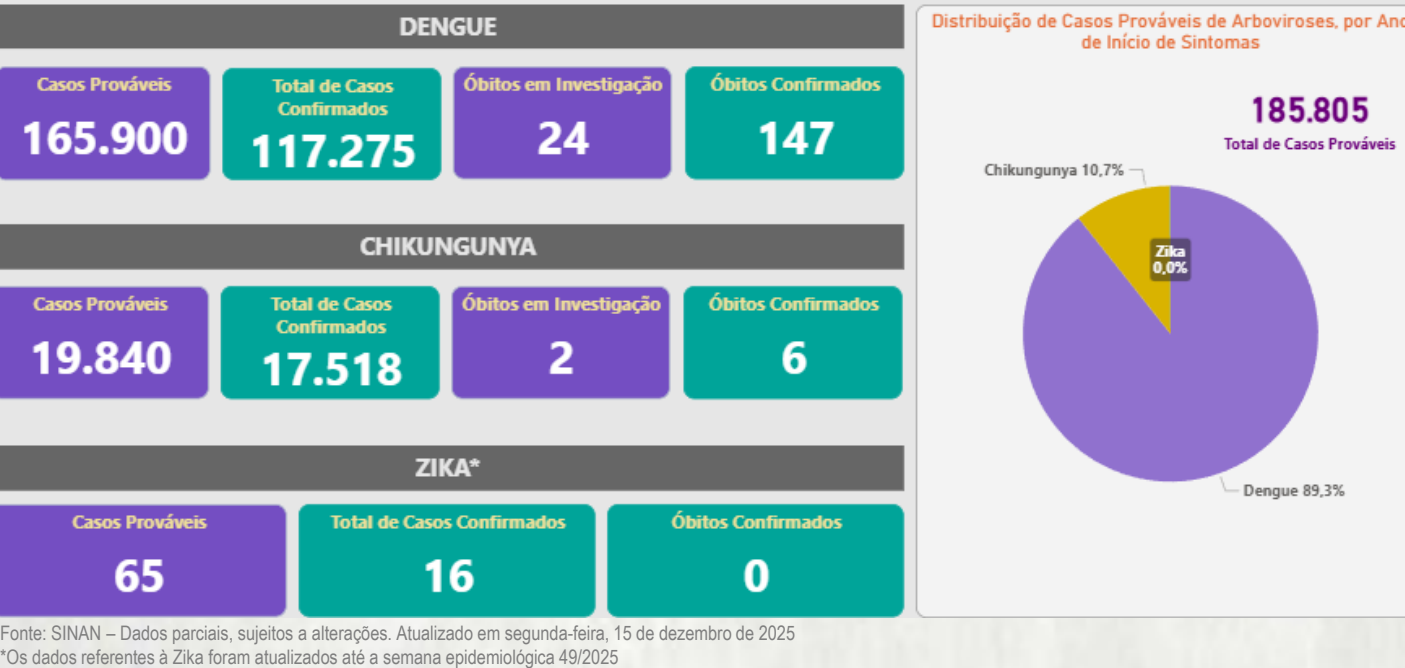 DENGUE
Casos Prováveis
165.900
Total de Casos
Confirmados
117.275
Óbitos em Investigação
24
Óbitos Confirmados
147
CHIKUNGUNYA
Casos Prováveis
19.840
Total de Casos
Confirmados
17.518
Óbitos em Investigação
2
Óbitos Confirmados
6
ZIKA*
Casos Prováveis
65
Total de Casos Confirmados
16
Óbitos Confirmados
0
Distribuição de Casos Prováveis de Arboviroses, por Ano
de Início de Sintomas
185.805
Total de Casos Prováveis
Chikungunya 10,7%
Zika
0,0%
Dengue 89,3%
Fonte: SINAN – Dados parciais, sujeitos a alterações. Atualizado em segunda-feira, 15 de dezembro de 2025
*Os dados referentes à Zika foram atualizados até a semana epidemiológica 49/2025